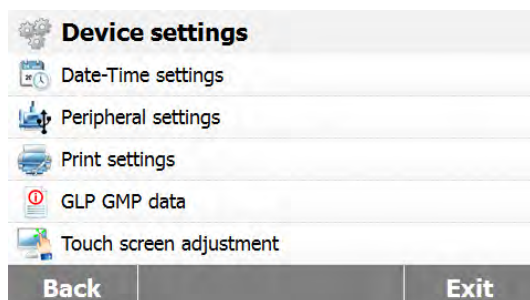 Device settings
Date-Time settings
Peripheral settings
Print settings
GLP GMP data
Touch screen adjustment
Back Exit